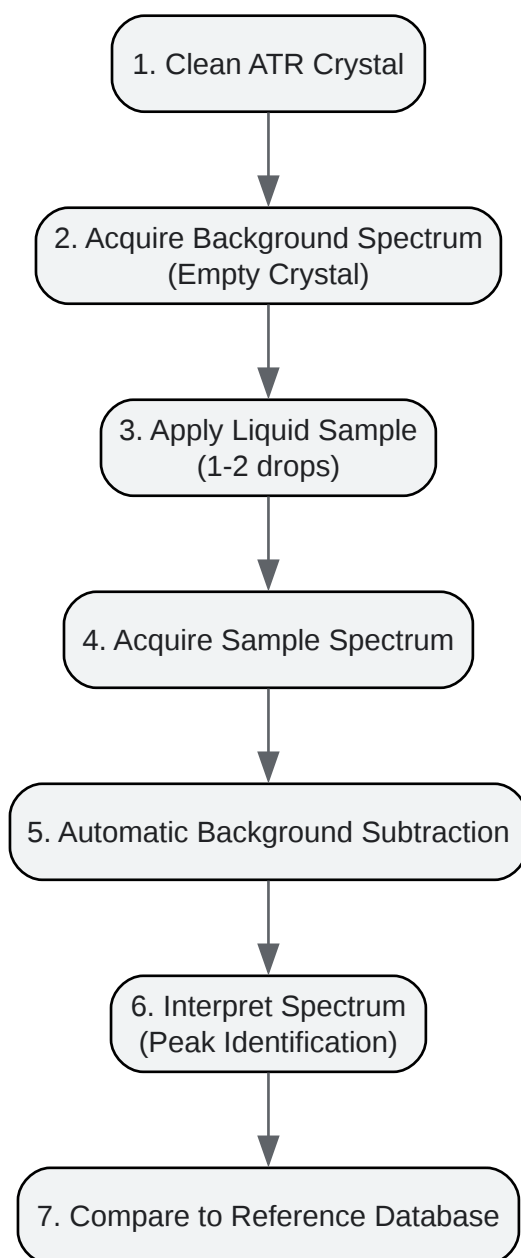 1. Clean ATR Crystal
2. Acquire Background Spectrum
(Empty Crystal)
3. Apply Liquid Sample
(1-2 drops)
4. Acquire Sample Spectrum
5. Automatic Background Subtraction
6. Interpret Spectrum
(Peak Identification)
7. Compare to Reference Database